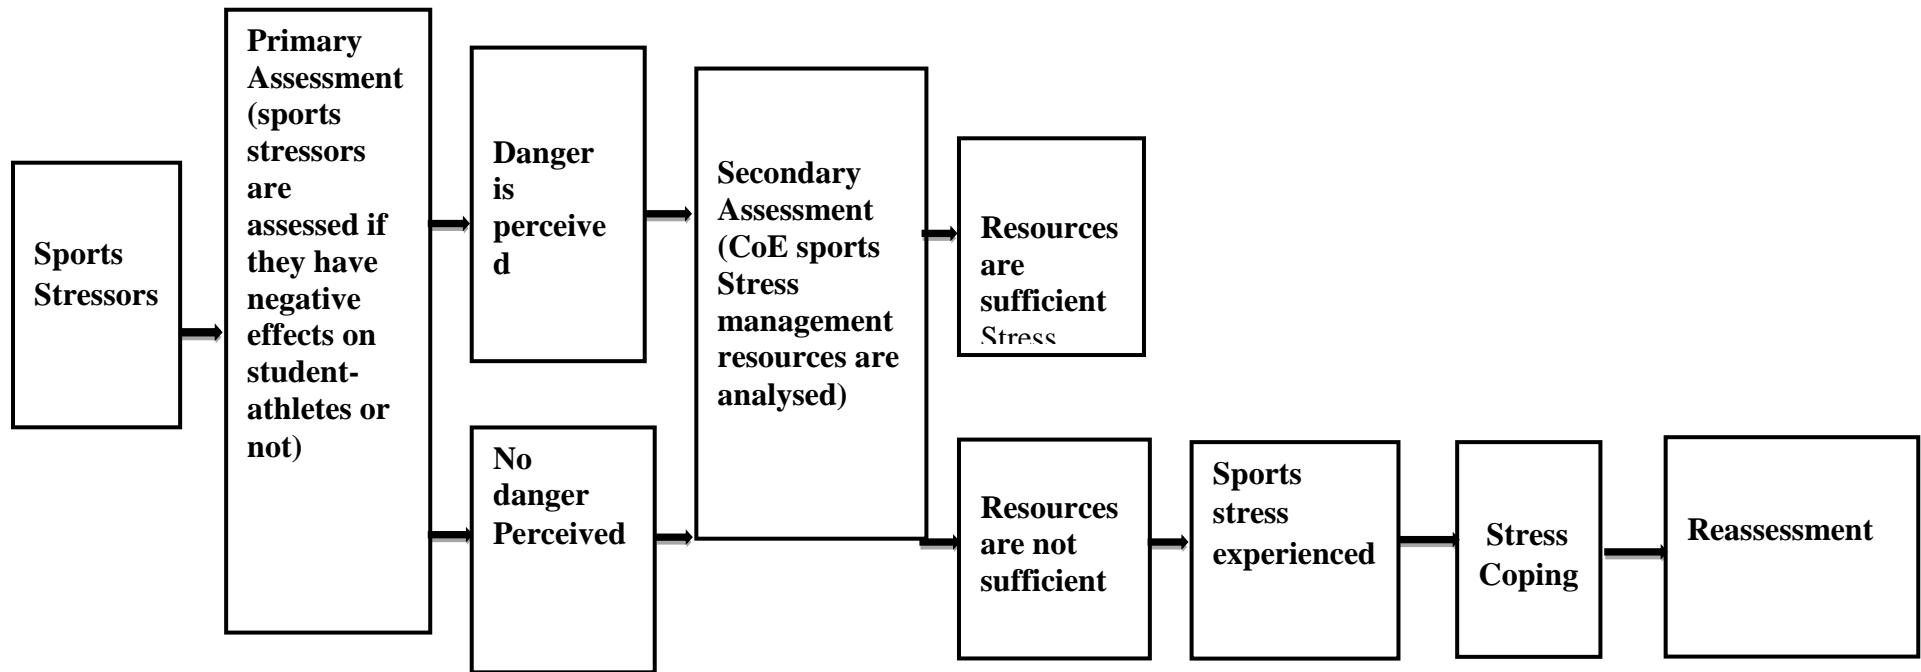 Sports
Stressors
Primary
Assessment
(sports
stressors
are
assessed if
they have
negative
effects on
student-
athletes or
not)
Danger
is
perceive
d
No
danger
Perceived
Secondary
Assessment
(CoE sports
Stress
management
resources are
analysed)
Resources
are
sufficient
Stress
Resources
are not
sufficient
Sports
stress
experienced
Stress
Coping
Reassessment